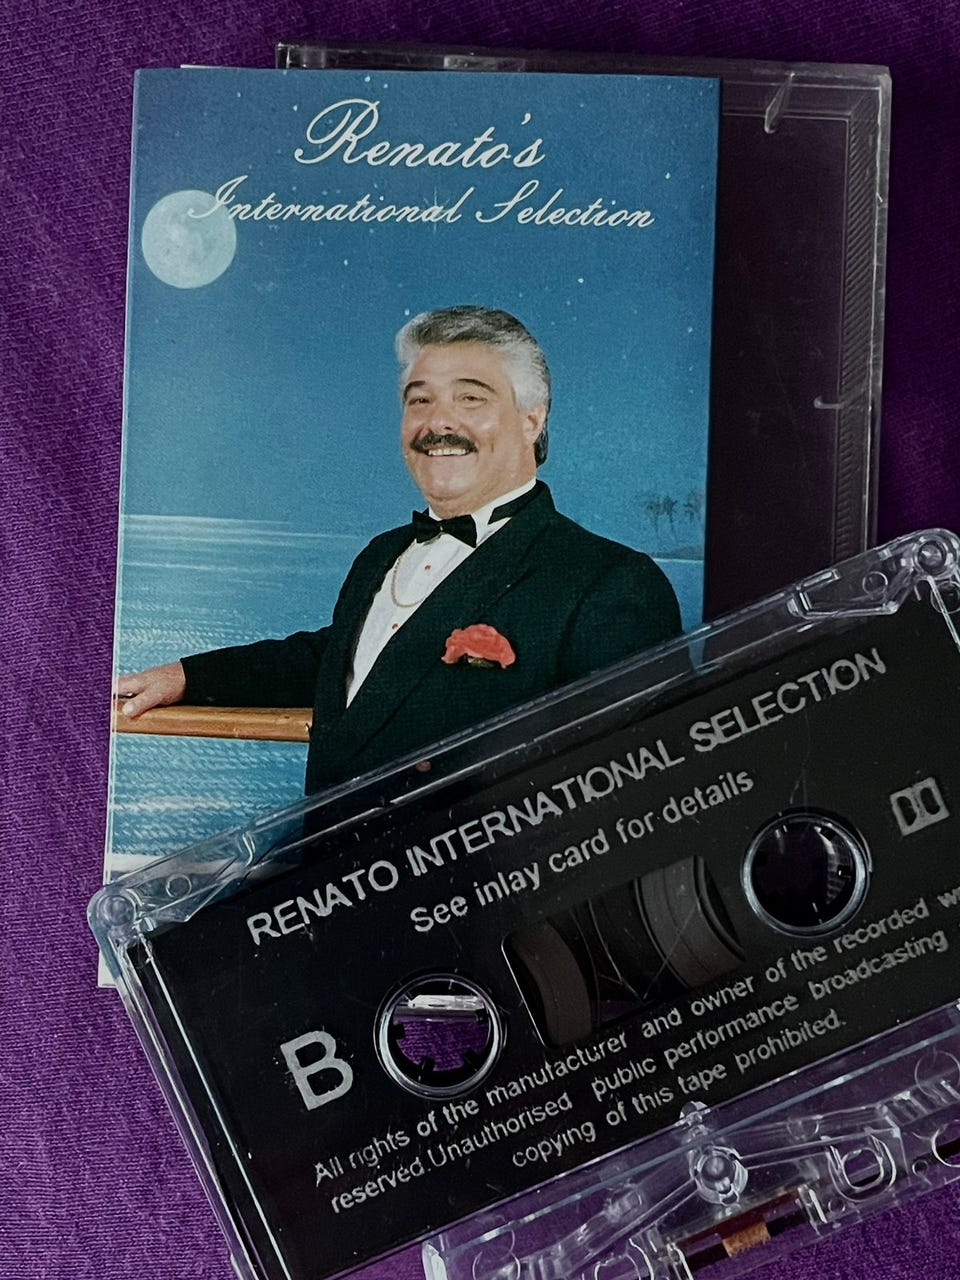 Renato's
International Selection
RENATO INTERNATIONAL SELECTION
See inlay card for details
B
All rights of the manufacturer and owner of the recorded
reserved.Unauthorised public performance broadcasting
copying of this tape prohibited.